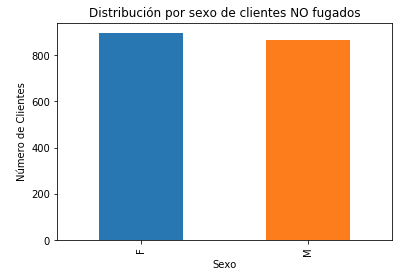 Distribución por sexo de clientes NO fugados
Número de Clientes
800
600
400
200
0
F
M
Sexo